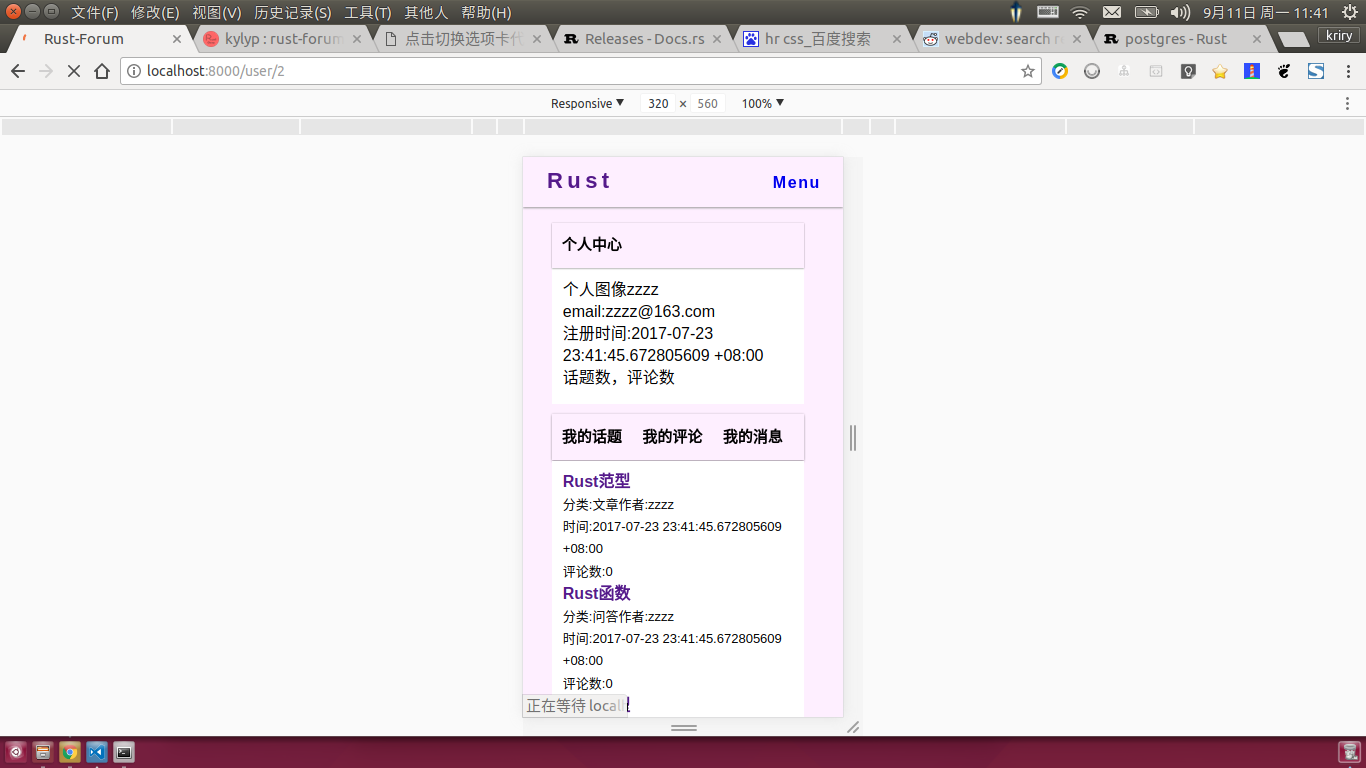 文件(F) 修改(E) 视图(V) 历史记录(S) 工具(T) 其他人 帮助(H)
9月11日 周一 11:41
Rust-Forum
kylyp : rust-forum
点击切换选项卡代
Releases - Docs.rs
hr css_百度搜索
webdev: search re
postgres - Rust
kriry
localhost:8000/user/2
Responsive ▼ 320 × 560 100% ▼
Rust
Menu
个人中心
个人图像zzzz
email:zzzz@163.com
注册时间:2017-07-23
23:41:45.672805609 +08:00
话题数，评论数
我的话题 我的评论 我的消息
Rust范型
分类:文章作者:zzzz
时间:2017-07-23 23:41:45.672805609
+08:00
评论数:0
Rust函数
分类:问答作者:zzzz
时间:2017-07-23 23:41:45.672805609
+08:00
评论数:0
正在等待 local